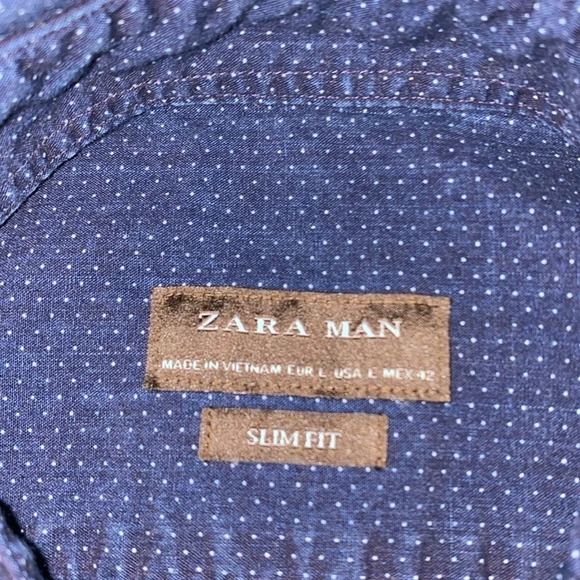 ZARA MAN
MADE IN VIETNAM EUR L USA L MEX 42
SLIM FIT